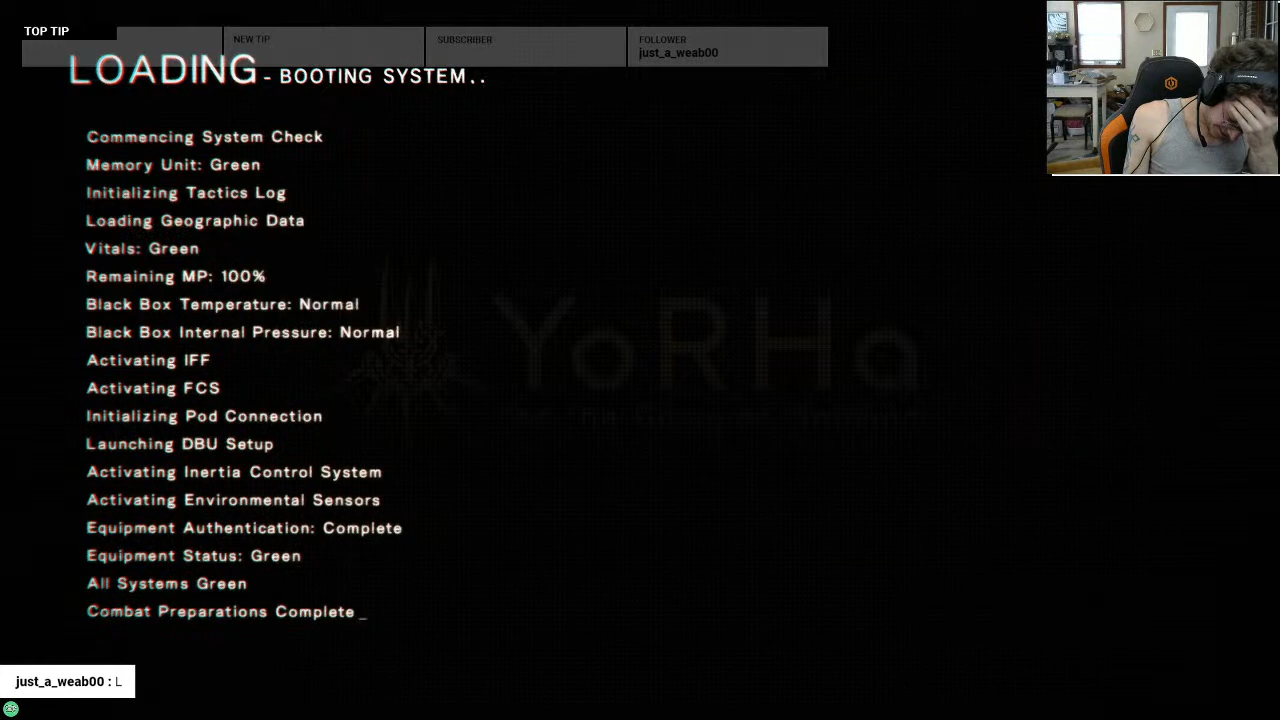 TOP TIP
NEW TIP
SUBSCRIBER
FOLLOWER
just_a_weab00
LOADING - BOOTING SYSTEM..
Commencing System Check
Memory Unit: Green
Initializing Tactics Log
Loading Geographic Data
Vitals: Green
Remaining MP: 100%
Black Box Temperature: Normal
Black Box Internal Pressure: Normal
Activating IFF
Activating FCS
Initializing Pod Connection
Launching DBU Setup
Activating Inertia Control System
Activating Environmental Sensors
Equipment Authentication: Complete
Equipment Status: Green
All Systems Green
Combat Preparations Complete _
YoRHa
just_a_weab00 : L